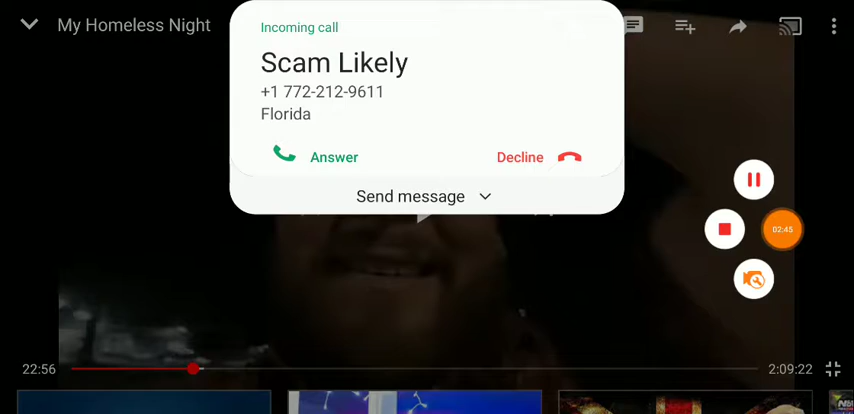 My Homeless Night
Incoming call
Scam Likely
+1 772-212-9611
Florida
Answer
Decline
Send message
02:45
22:56
2:09:22